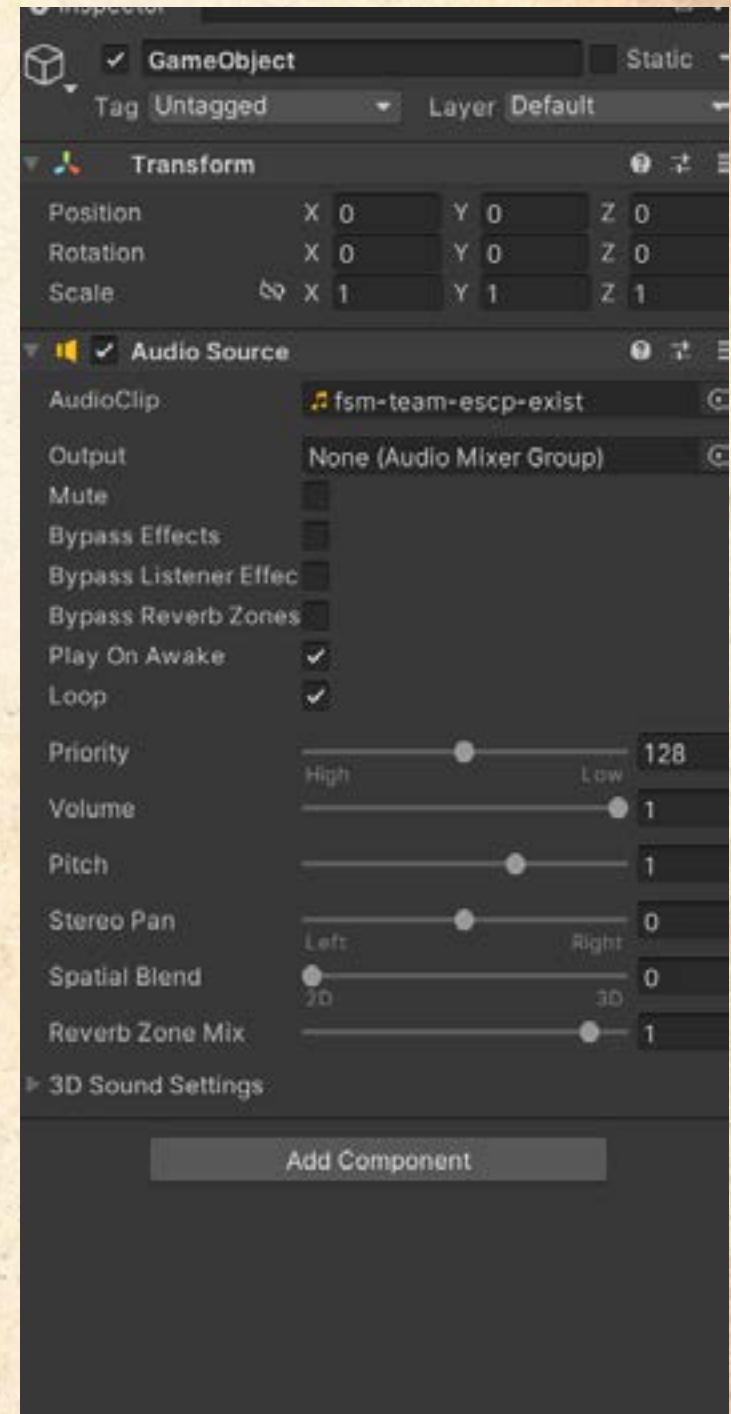 Inspector
GameObject Static
Tag Untagged Layer Default
Transform
Position X 0 Y 0 Z 0
Rotation X 0 Y 0 Z 0
Scale X 1 Y 1 Z 1
Audio Source
AudioClip fsm-team-escp-exist
Output None (Audio Mixer Group)
Mute
Bypass Effects
Bypass Listener Effec
Bypass Reverb Zones
Play On Awake
Loop
Priority 128
High Low
Volume 1
Pitch 1
Stereo Pan 0
Left Right
Spatial Blend 0
2D 3D
Reverb Zone Mix 1
3D Sound Settings
Add Component